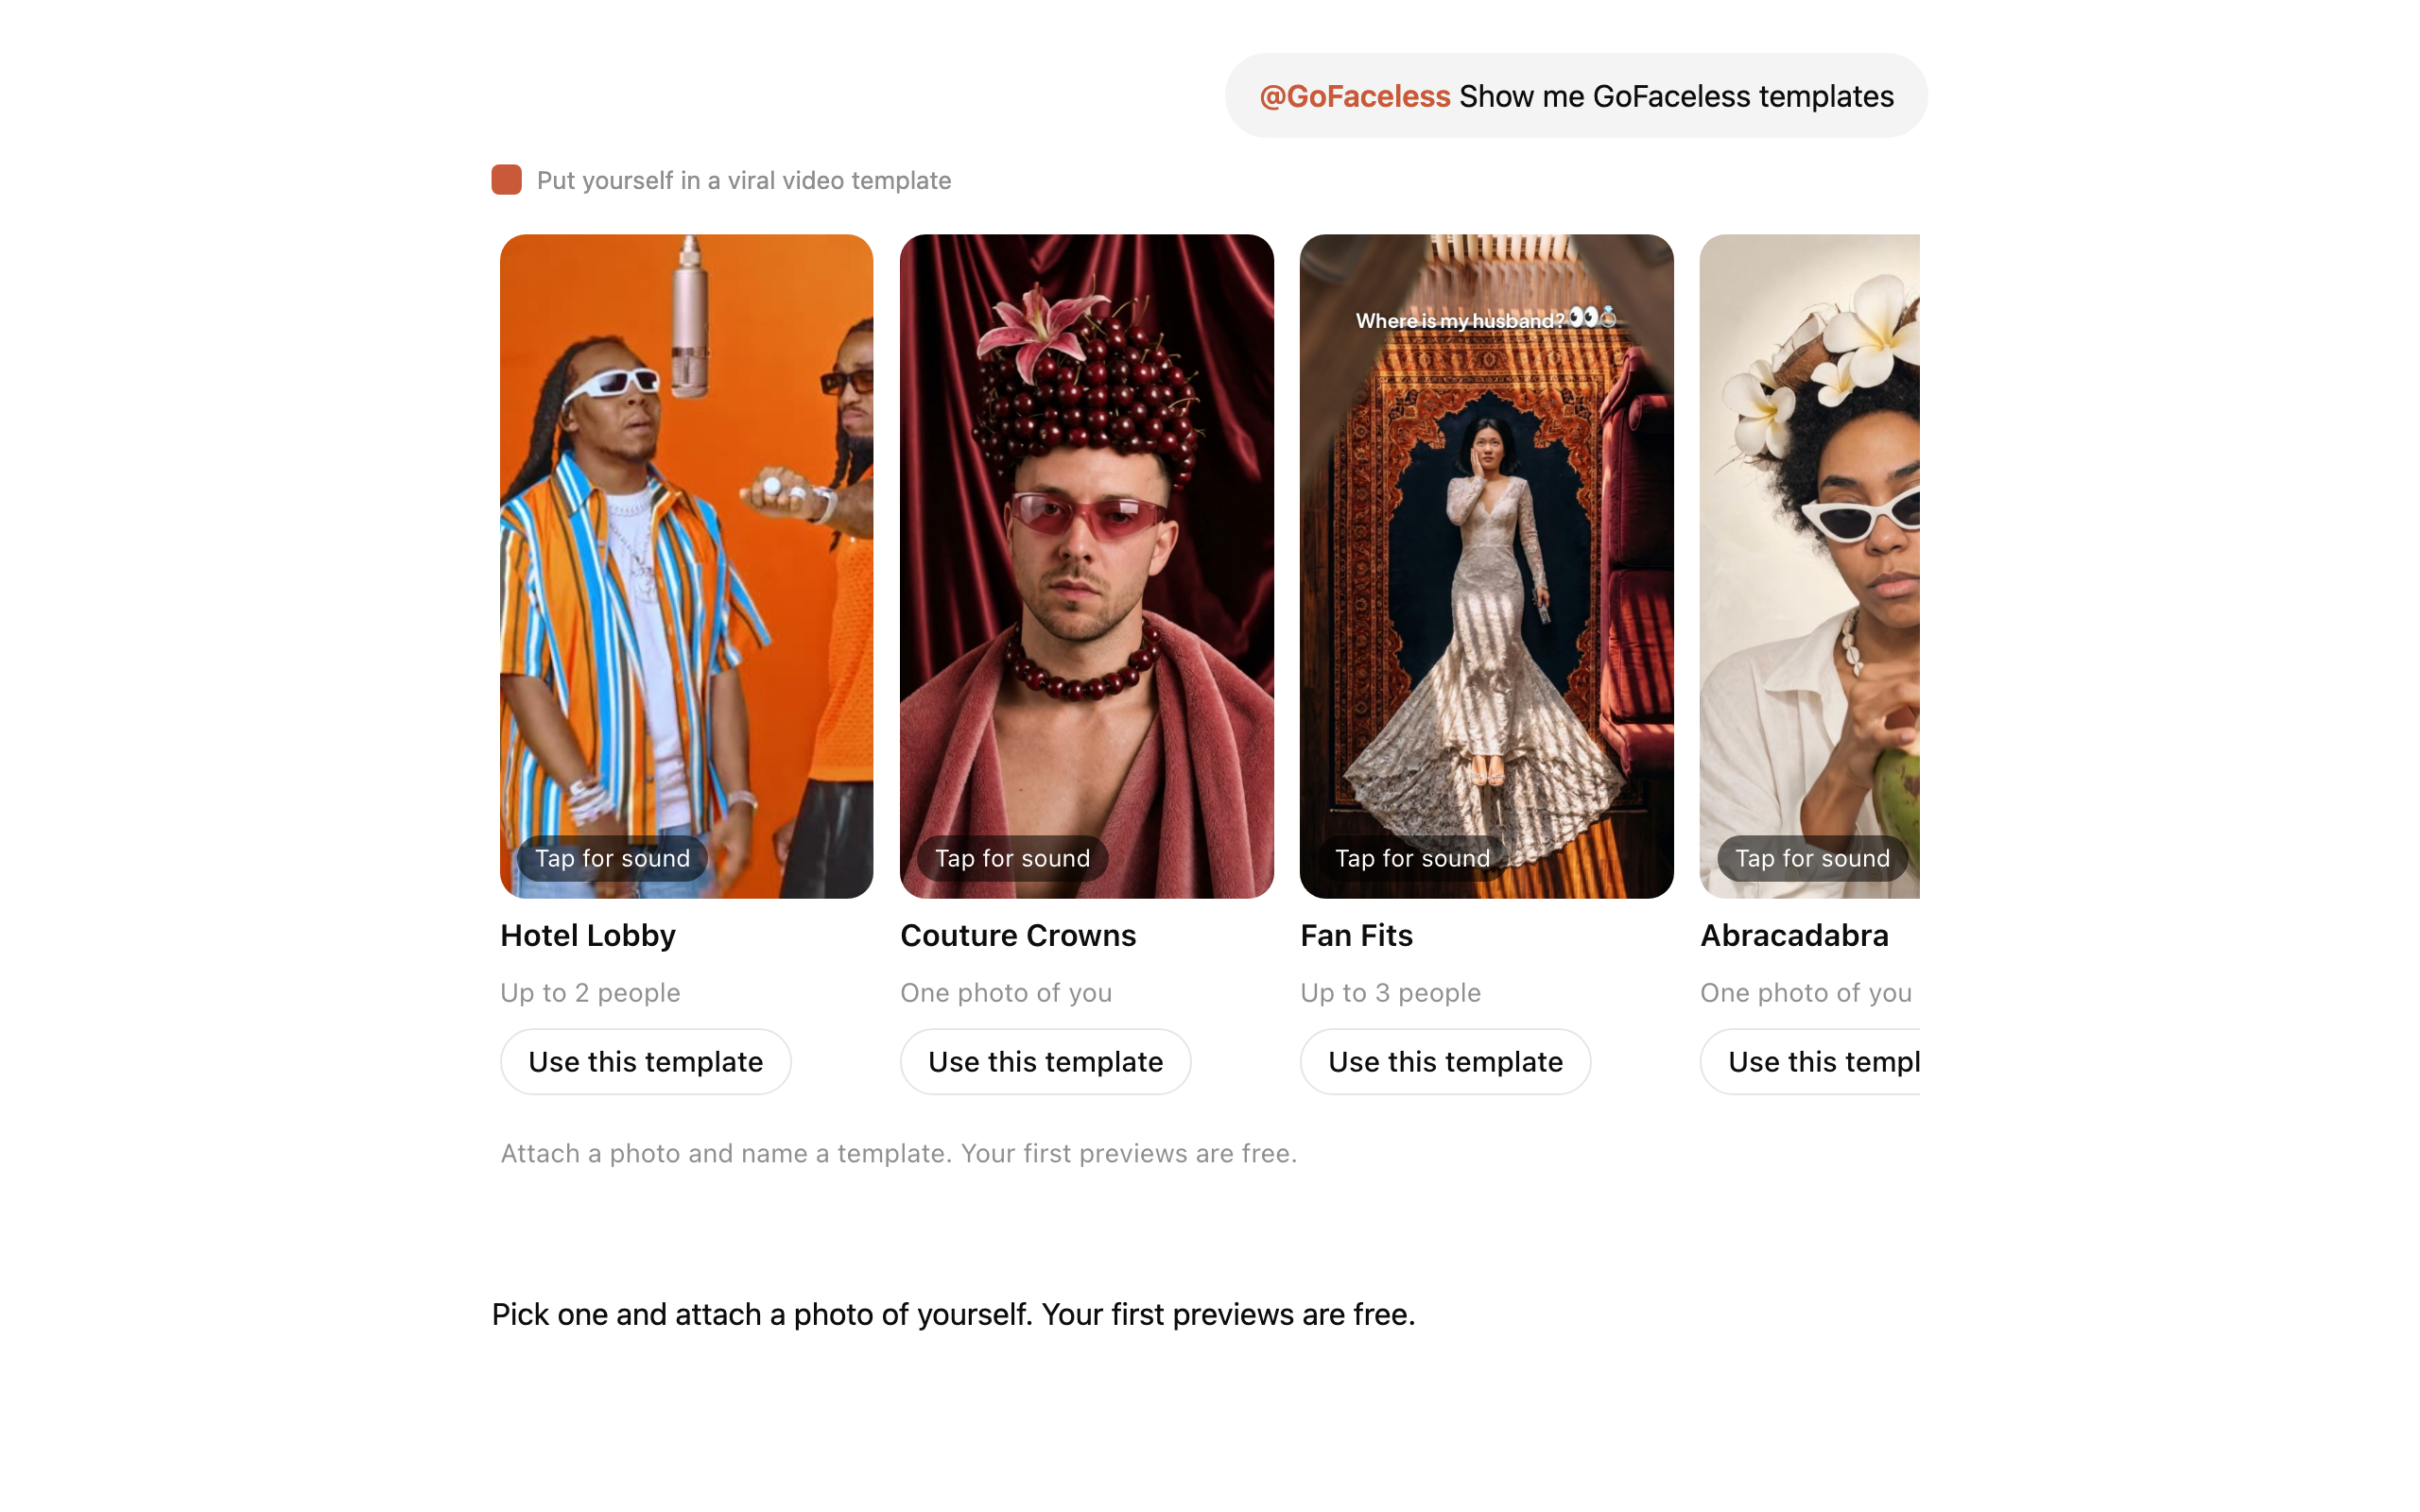 @GoFaceless Show me GoFaceless templates
Put yourself in a viral video template
Where is my husband?👀💍
Tap for sound
Tap for sound
Tap for sound
Tap for sound
Hotel Lobby
Couture Crowns
Fan Fits
Abracadabra
Up to 2 people
One photo of you
Up to 3 people
One photo of you
Use this template
Use this template
Use this template
Use this templ
Attach a photo and name a template. Your first previews are free.
Pick one and attach a photo of yourself. Your first previews are free.